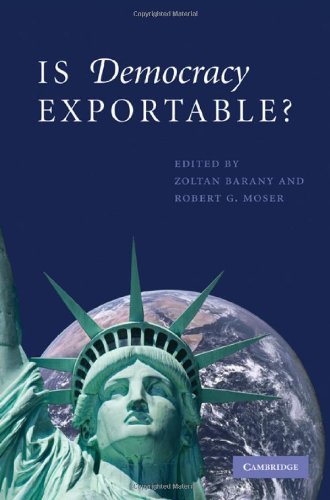 IS Democracy
EXPORTABLE?
EDITED BY
ZOLTAN BARANY AND
ROBERT G. MOSER
CAMBRIDGE